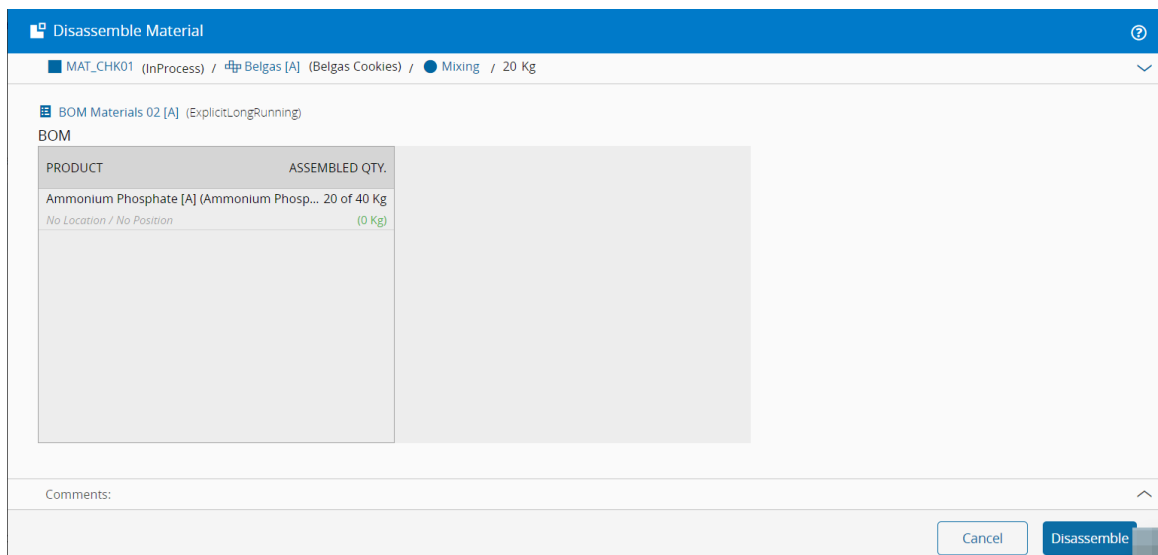 Disassemble Material
MAT_CHK01 (InProcess) / Belgas [A] (Belgas Cookies) / Mixing / 20 Kg
BOM Materials 02 [A] (ExplicitLongRunning)
BOM
PRODUCT ASSEMBLED QTY.
Ammonium Phosphate [A] (Ammonium Phosp... 20 of 40 Kg
No Location / No Position (0 Kg)
Comments:
Cancel Disassemble